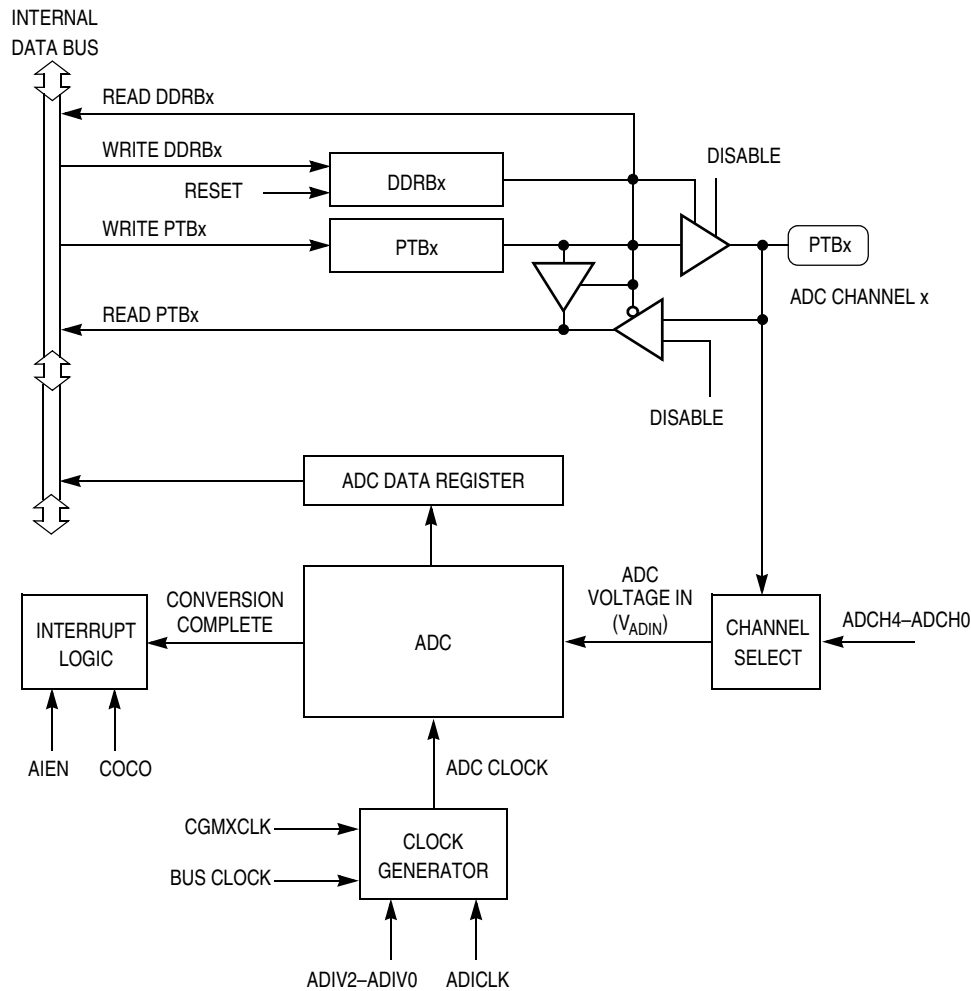 INTERNAL
DATA BUS
READ DDRBx
WRITE DDRBx
DISABLE
RESET
DDRBx
WRITE PTBx
PTBx
PTBx
ADC CHANNEL x
READ PTBx
DISABLE
ADC DATA REGISTER
CONVERSION
COMPLETE
INTERRUPT
LOGIC
ADC
ADC
VOLTAGE IN
(VADIN)
CHANNEL
SELECT
ADCH4–ADCH0
AIEN
COCO
ADC CLOCK
CGMXCLK
BUS CLOCK
CLOCK
GENERATOR
ADIV2–ADIV0
ADICLK